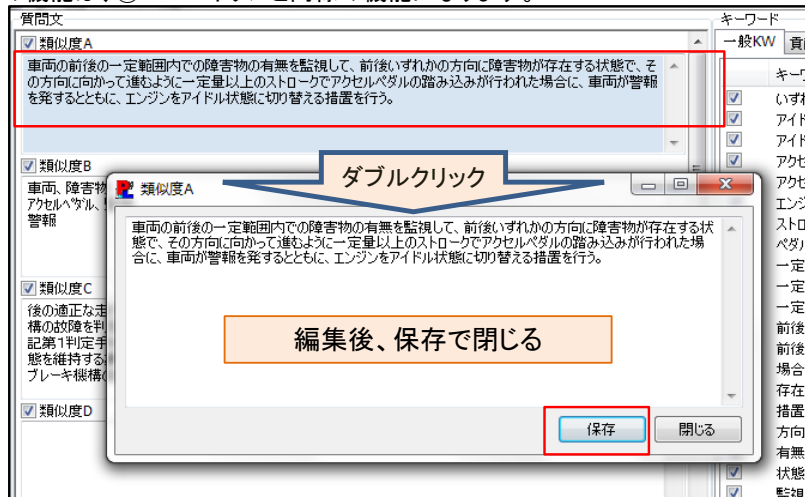 質問文
キーワード
類似度A
一般KW
車両の前後の一定範囲内での障害物の有無を監視して、前後いずれかの方向に障害物が存在する状態で、そ
の方向に向かって進むように一定量以上のストロークでアクセルペダルの踏み込みが行われた場合に、車両が警報
を発するとともに、エンジンをアイドル状態に切り替える措置を行う。
類似度B
車両、障害物
アクセルペダル、
警報
ダブルクリック
類似度A
車両の前後の一定範囲内での障害物の有無を監視して、前後いずれかの方向に障害物が存在する状
態で、その方向に向かって進むように一定量以上のストロークでアクセルペダルの踏み込みが行われた場
合に、車両が警報を発するとともに、エンジンをアイドル状態に切り替える措置を行う。
編集後、保存で閉じる
保存
閉じる
類似度C
後の適正な走
構の故障を判
記第1判定手
態を維持する
ブレーキ機構
類似度D
いずれ
アイド
アイド
アクセ
アクセ
エンジ
ストロ
ペダル
一定
一定
一定
前後
前後
場合
存在
措置
方向
有無
状態
監視